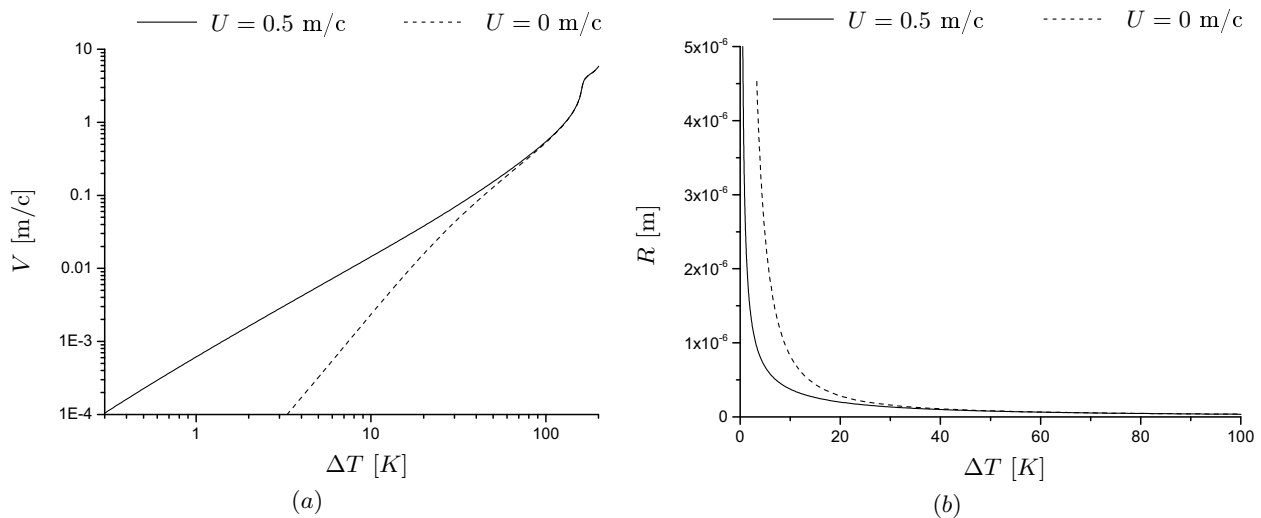 U = 0.5 m/c U = 0 m/c
10
1
0.1
0.01
1E-3
1E-4
V [m/c]
1 10 100
ΔT [K]
(a)
U = 0.5 m/c U = 0 m/c
5x10⁻⁶
4x10⁻⁶
3x10⁻⁶
2x10⁻⁶
1x10⁻⁶
0
R [m]
0 20 40 60 80 100
ΔT [K]
(b)